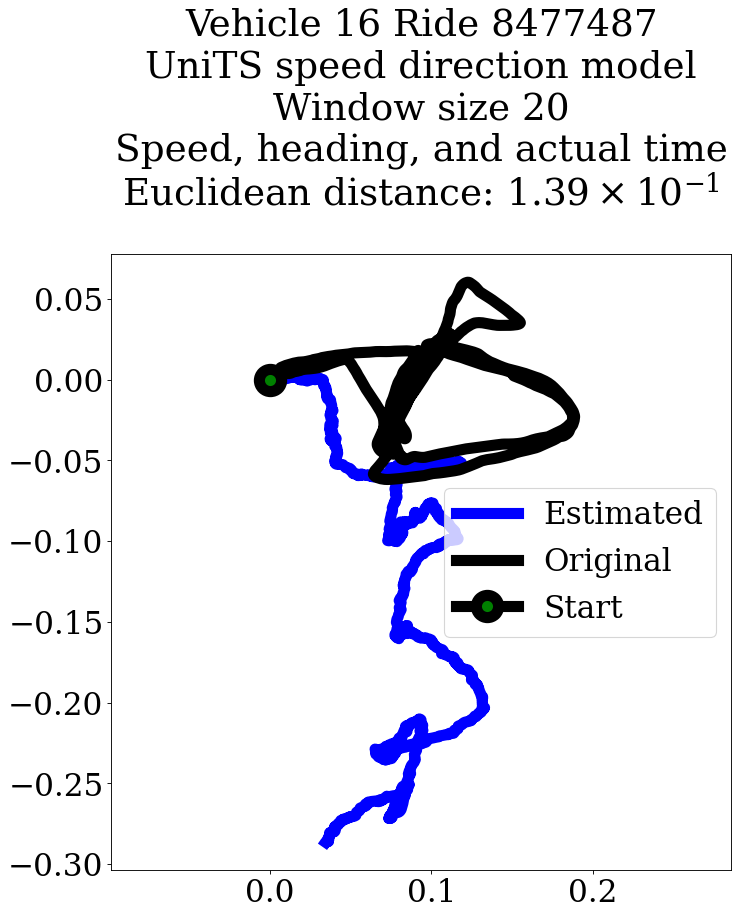 Vehicle 16 Ride 8477487
UniTS speed direction model
Window size 20
Speed, heading, and actual time
Euclidean distance: 1.39 × 10⁻¹
0.05
0.00
−0.05
−0.10
−0.15
−0.20
−0.25
−0.30
Estimated
Original
Start
0.0
0.1
0.2